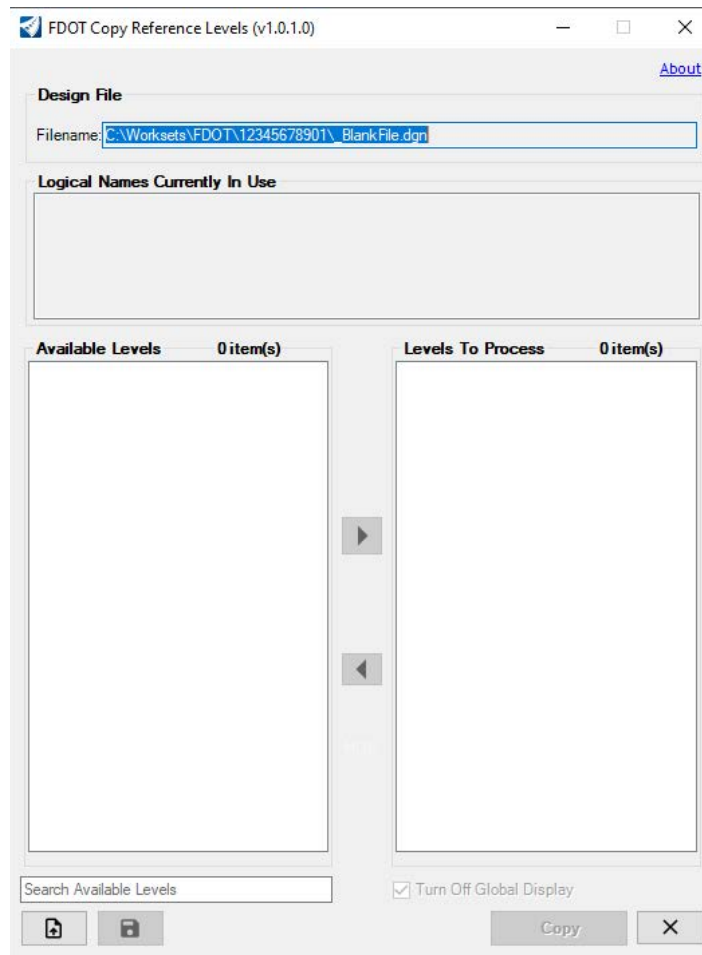 FDOT Copy Reference Levels (v1.0.1.0)
About
Design File
Filename: C:\Worksets\FDOT\12345678901\_BlankFile.dgn
Logical Names Currently In Use
Available Levels 0 item(s)
Levels To Process 0 item(s)
Search Available Levels
Turn Off Global Display
Copy